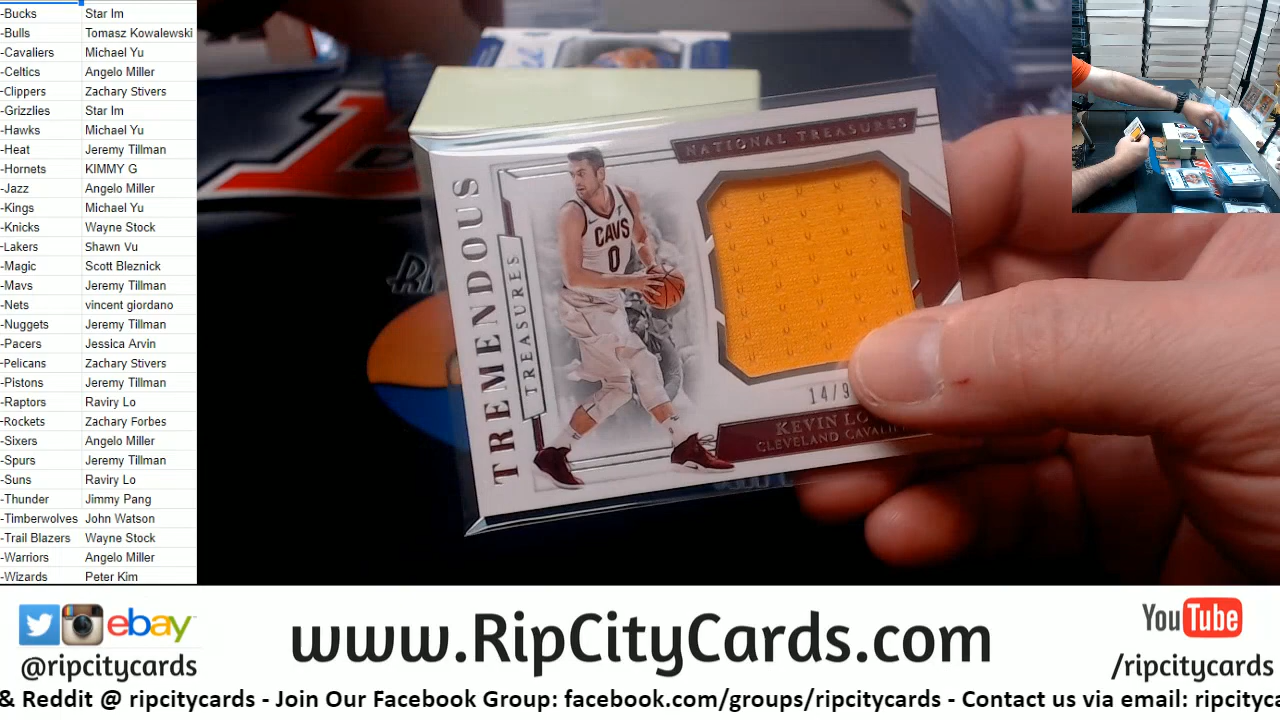 -Bucks Star Im
-Bulls Tomasz Kowalewski
-Cavaliers Michael Yu
-Celtics Angelo Miller
-Clippers Zachary Stivers
-Grizzlies Star Im
-Hawks Michael Yu
-Heat Jeremy Tillman
-Hornets KIMMY G
-Jazz Angelo Miller
-Kings Michael Yu
-Knicks Wayne Stock
-Lakers Shawn Vu
-Magic Scott Bleznick
-Mavs Jeremy Tillman
-Nets vincent giordano
-Nuggets Jeremy Tillman
-Pacers Jessica Arvin
-Pelicans Zachary Stivers
-Pistons Jeremy Tillman
-Raptors Raviry Lo
-Rockets Zachary Forbes
-Sixers Angelo Miller
-Spurs Jeremy Tillman
-Suns Raviry Lo
-Thunder Jimmy Pang
-Timberwolves John Watson
-Trail Blazers Wayne Stock
-Warriors Angelo Miller
-Wizards Peter Kim
NATIONAL TREASURES
TREMENDOUS
TREASURES
CAVS
0
14/9
KEVIN LO
CLEVELAND CAVALI
ebay
@ripcitycards
www.RipCityCards.com
YouTube
/ripcitycards
& Reddit @ ripcitycards - Join Our Facebook Group: facebook.com/groups/ripcitycards - Contact us via email: ripcityca